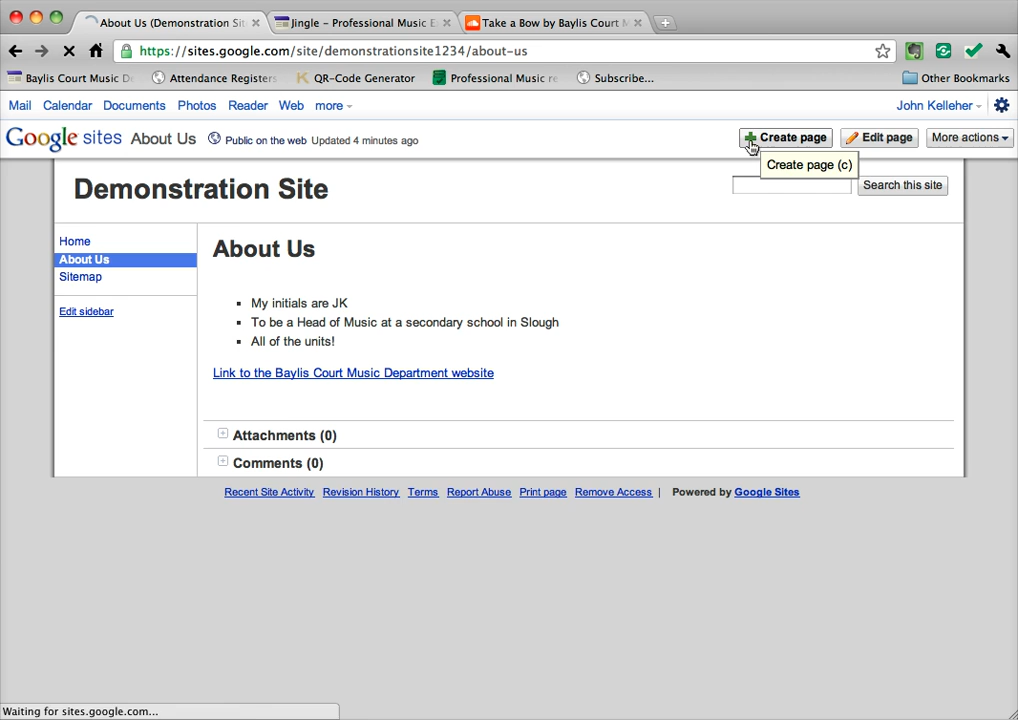 About Us (Demonstration Sit
Jingle – Professional Music E
Take a Bow by Baylis Court M
https://sites.google.com/site/demonstrationsite1234/about-us
Baylis Court Music D
Attendance Registers
QR-Code Generator
Professional Music re
Subscribe...
Other Bookmarks
Mail Calendar Documents Photos Reader Web more
John Kelleher
Google sites About Us Public on the web Updated 4 minutes ago
Create page
Edit page
More actions
Create page (c)
Demonstration Site
Search this site
Home
About Us
Sitemap
Edit sidebar
About Us
My initials are JK
To be a Head of Music at a secondary school in Slough
All of the units!
Link to the Baylis Court Music Department website
Attachments (0)
Comments (0)
Recent Site Activity Revision History Terms Report Abuse Print page Remove Access | Powered by Google Sites
Waiting for sites.google.com...